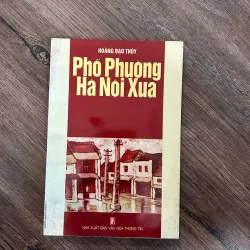 HOÀNG ĐẠO THÚY
Phố Phường
Hà Nội Xưa
NHÀ XUẤT BẢN VĂN HÓA THÔNG TIN